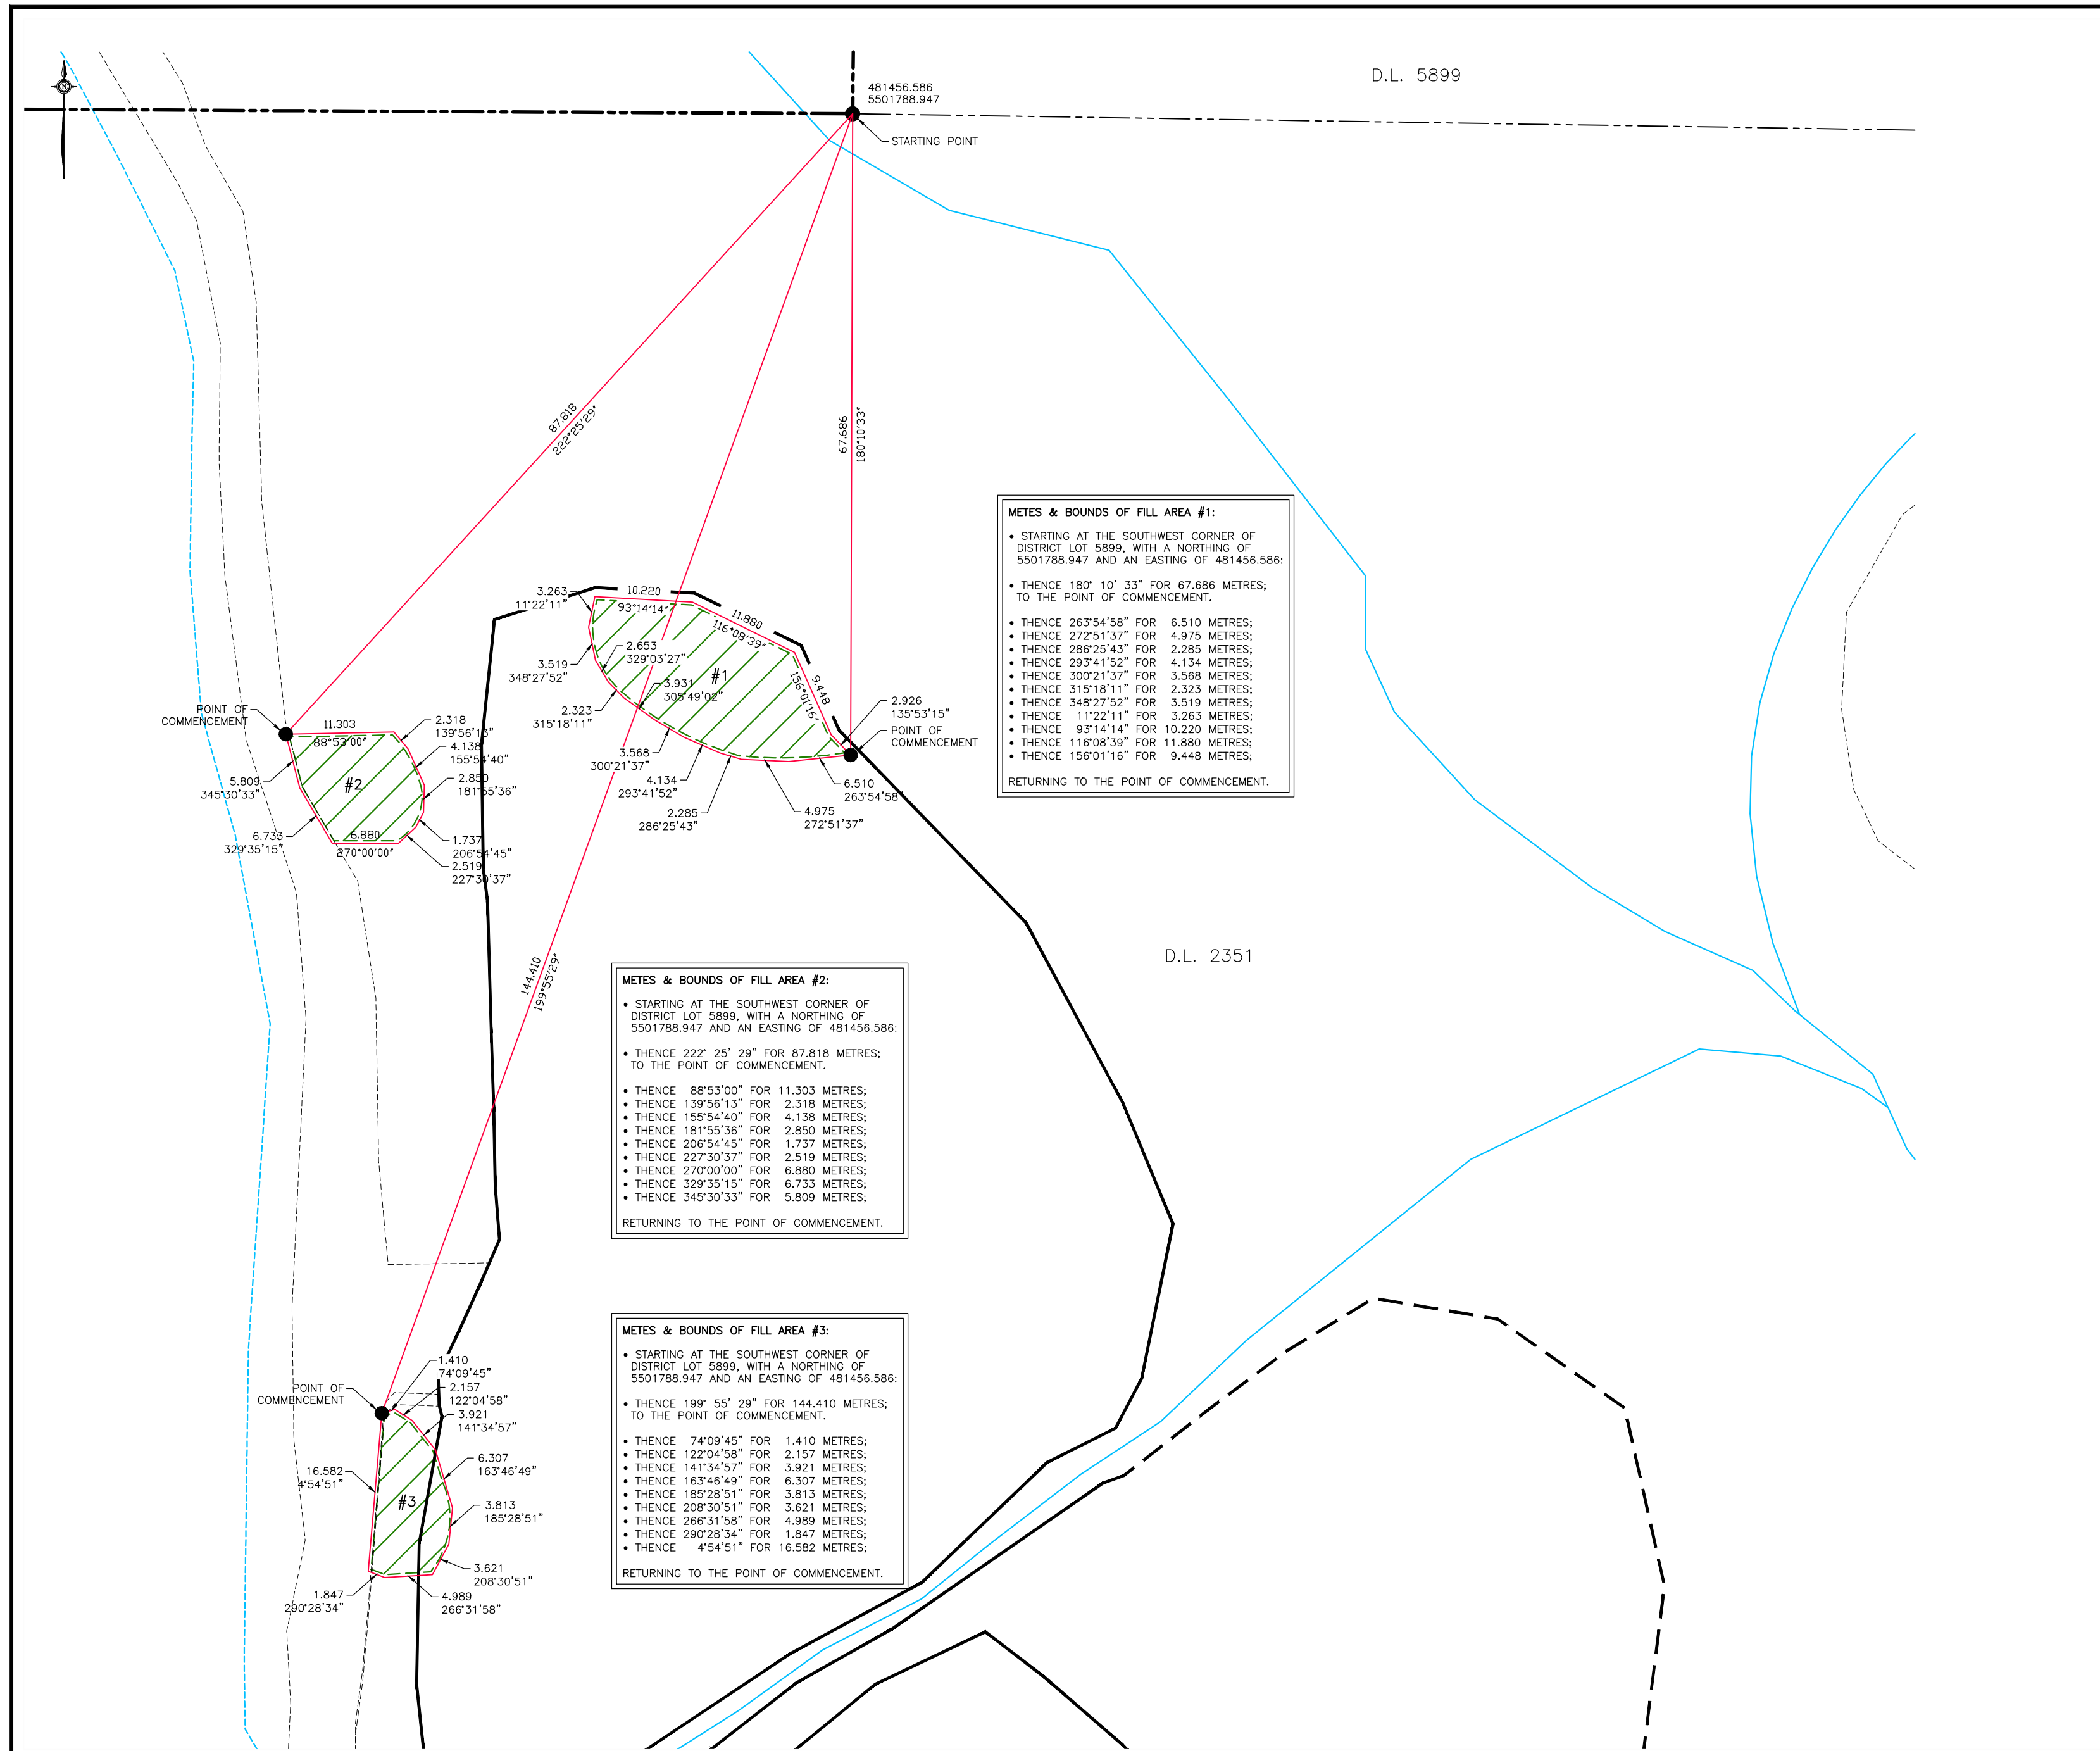 D.L. 5899
N
481456.586
5501788.947
STARTING POINT
87.818
222°25'29"
67.686
180°10'33"
METES & BOUNDS OF FILL AREA #1:
• STARTING AT THE SOUTHWEST CORNER OF
DISTRICT LOT 5899, WITH A NORTHING OF
5501788.947 AND AN EASTING OF 481456.586:
• THENCE 180° 10' 33" FOR 67.686 METRES;
TO THE POINT OF COMMENCEMENT.
• THENCE 263°54'58" FOR 6.510 METRES;
• THENCE 272°51'37" FOR 4.975 METRES;
• THENCE 286°25'43" FOR 2.285 METRES;
• THENCE 293°41'52" FOR 4.134 METRES;
• THENCE 300°21'37" FOR 3.568 METRES;
• THENCE 315°18'11" FOR 2.323 METRES;
• THENCE 348°27'52" FOR 3.519 METRES;
• THENCE 11°22'11" FOR 3.263 METRES;
• THENCE 93°14'14" FOR 10.220 METRES;
• THENCE 116°08'39" FOR 11.880 METRES;
• THENCE 156°01'16" FOR 9.448 METRES;
RETURNING TO THE POINT OF COMMENCEMENT.
3.263
11°22'11"
10.220
93°14'14"
11.880
116°08'39"
2.653
329°03'27"
3.519
348°27'52"
#1
3.931
305°49'02"
9.448
156°01'16"
2.926
135°53'15"
2.323
315°18'11"
POINT OF
COMMENCEMENT
3.568
300°21'37"
4.134
293°41'52"
2.285
286°25'43"
6.510
263°54'58"
4.975
272°51'37"
POINT OF
COMMENCEMENT
11.303
88°53'00"
2.318
139°56'13"
4.138
155°54'40"
2.850
181°55'36"
#2
5.809
345°30'33"
6.733
329°35'15"
6.880
270°00'00"
1.737
206°54'45"
2.519
227°30'37"
144.410
199°55'29"
D.L. 2351
METES & BOUNDS OF FILL AREA #2:
• STARTING AT THE SOUTHWEST CORNER OF
DISTRICT LOT 5899, WITH A NORTHING OF
5501788.947 AND AN EASTING OF 481456.586:
• THENCE 222° 25' 29" FOR 87.818 METRES;
TO THE POINT OF COMMENCEMENT.
• THENCE 88°53'00" FOR 11.303 METRES;
• THENCE 139°56'13" FOR 2.318 METRES;
• THENCE 155°54'40" FOR 4.138 METRES;
• THENCE 181°55'36" FOR 2.850 METRES;
• THENCE 206°54'45" FOR 1.737 METRES;
• THENCE 227°30'37" FOR 2.519 METRES;
• THENCE 270°00'00" FOR 6.880 METRES;
• THENCE 329°35'15" FOR 6.733 METRES;
• THENCE 345°30'33" FOR 5.809 METRES;
RETURNING TO THE POINT OF COMMENCEMENT.
METES & BOUNDS OF FILL AREA #3:
• STARTING AT THE SOUTHWEST CORNER OF
DISTRICT LOT 5899, WITH A NORTHING OF
5501788.947 AND AN EASTING OF 481456.586:
• THENCE 199° 55' 29" FOR 144.410 METRES;
TO THE POINT OF COMMENCEMENT.
• THENCE 74°09'45" FOR 1.410 METRES;
• THENCE 122°04'58" FOR 2.157 METRES;
• THENCE 141°34'57" FOR 3.921 METRES;
• THENCE 163°46'49" FOR 6.307 METRES;
• THENCE 185°28'51" FOR 3.813 METRES;
• THENCE 208°30'51" FOR 3.621 METRES;
• THENCE 266°31'58" FOR 4.989 METRES;
• THENCE 290°28'34" FOR 1.847 METRES;
• THENCE 4°54'51" FOR 16.582 METRES;
RETURNING TO THE POINT OF COMMENCEMENT.
1.410
74°09'45"
POINT OF
COMMENCEMENT
2.157
122°04'58"
3.921
141°34'57"
6.307
163°46'49"
16.582
4°54'51"
#3
3.813
185°28'51"
3.621
208°30'51"
1.847
290°28'34"
4.989
266°31'58"